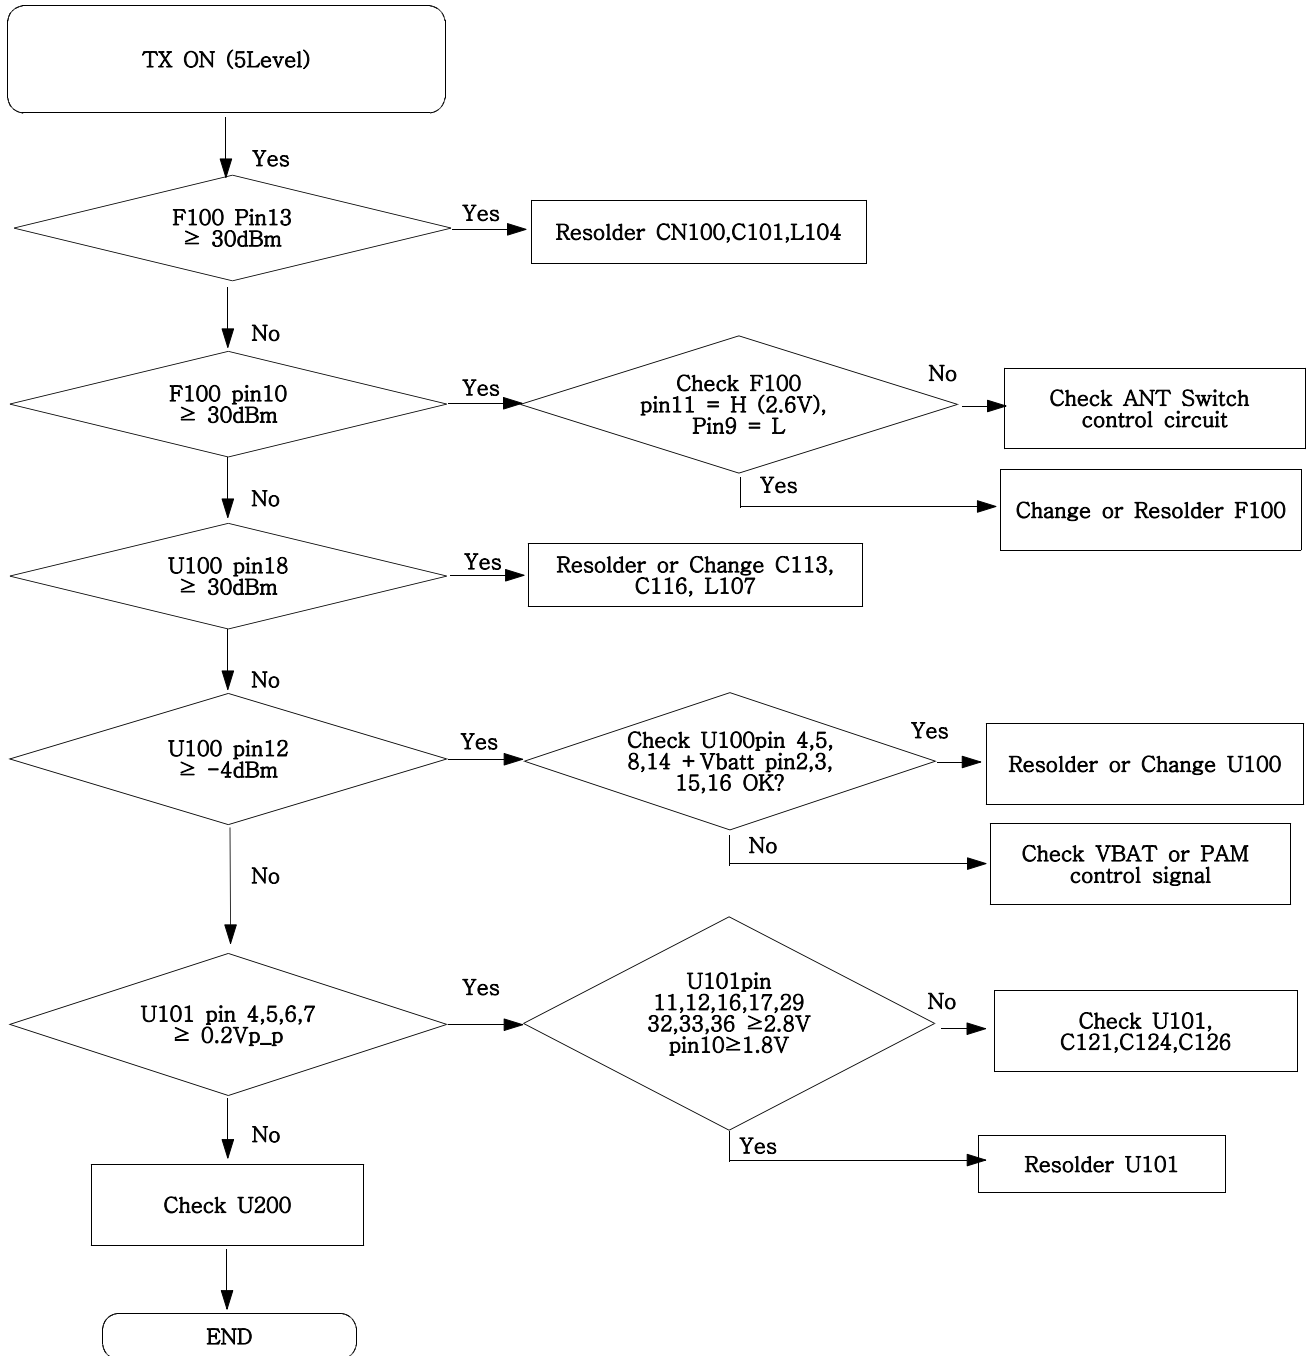 TX ON (5Level)
Yes
F100 Pin13
≥ 30dBm
Yes
Resolder CN100,C101,L104
No
F100 pin10
≥ 30dBm
Yes
Check F100
pin11 = H (2.6V),
Pin9 = L
No
Check ANT Switch
control circuit
Yes
Change or Resolder F100
No
U100 pin18
≥ 30dBm
Yes
Resolder or Change C113,
C116, L107
No
U100 pin12
≥ -4dBm
Yes
Check U100pin 4,5,
8,14 +Vbatt pin2,3,
15,16 OK?
Yes
Resolder or Change U100
No
Check VBAT or PAM
control signal
No
U101 pin 4,5,6,7
≥ 0.2Vp_p
Yes
U101pin
11,12,16,17,29
32,33,36 ≥2.8V
pin10≥1.8V
No
Check U101,
C121,C124,C126
Yes
Resolder U101
No
Check U200
END